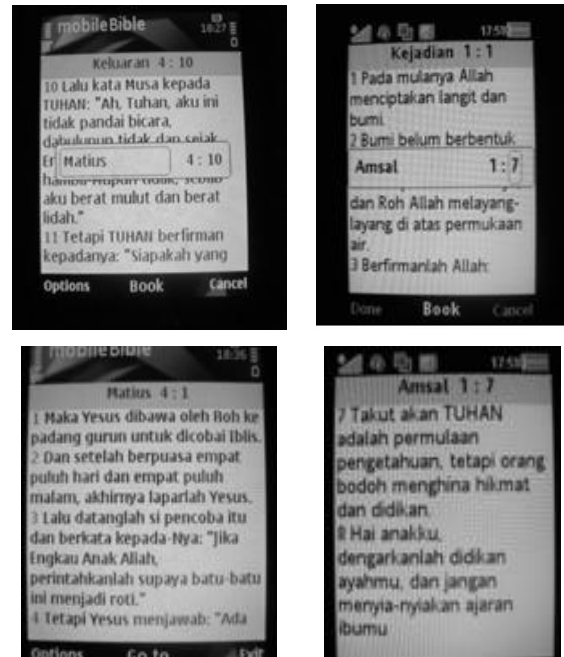 mobileBible
18:27
Keluaran 4 : 10
10 Lalu kata Musa kepada
TUHAN: "Ah, Tuhan, aku ini
tidak pandai bicara,
dahulupun tidak dan sejak
Matius 4 : 10
aku berat mulut dan berat
lidah."
11 Tetapi TUHAN berfirman
kepadanya: "Siapakah yang
Options Book Cancel
17:58
Kejadian 1 : 1
1 Pada mulanya Allah
menciptakan langit dan
bumi.
2 Bumi belum berbentuk
Amsal 1 : 7
dan Roh Allah melayang-
layang di atas permukaan
air.
3 Berfirmanlah Allah:
Done Book Cancel
mobileBible
18:36
Matius 4 : 1
1 Maka Yesus dibawa oleh Roh ke
padang gurun untuk dicobai Iblis.
2 Dan setelah berpuasa empat
puluh hari dan empat puluh
malam, akhirnya laparlah Yesus.
3 Lalu datanglah si pencoba itu
dan berkata kepada-Nya: "Jika
Engkau Anak Allah,
perintahkanlah supaya batu-batu
ini menjadi roti."
4 Tetapi Yesus menjawab: "Ada
Options Go to Exit
17:58
Amsal 1 : 7
7 Takut akan TUHAN
adalah permulaan
pengetahuan, tetapi orang
bodoh menghina hikmat
dan didikan.
8 Hai anakku,
dengarkanlah didikan
ayahmu, dan jangan
menyia-nyiakan ajaran
ibumu